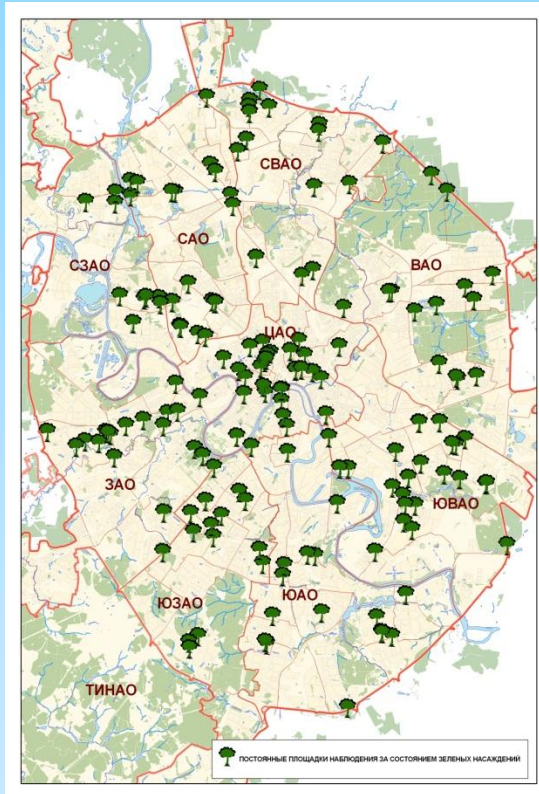 СВАО
САО
СЗАО
ВАО
ЦАО
ЗАО
ЮВАО
ЮЗАО
ЮАО
ТИНАО
ПОСТОЯННЫЕ ПЛОЩАДКИ НАБЛЮДЕНИЯ ЗА СОСТОЯНИЕМ ЗЕЛЕНЫХ НАСАЖДЕНИЙ